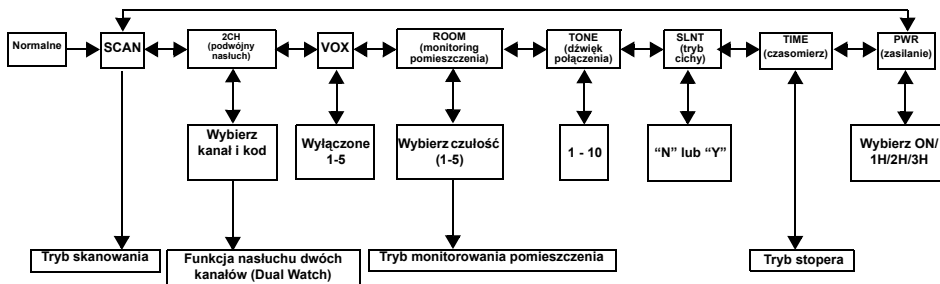 Normalne
SCAN
2CH
(podwójny
nasłuch)
VOX
ROOM
(monitoring
pomieszczenia)
TONE
(dźwięk
połączenia)
SLNT
(tryb
cichy)
TIME
(czasomierz)
PWR
(zasilanie)
Wybierz
kanał i kod
Wyłączone
1-5
Wybierz czułość
(1-5)
1 - 10
“N” lub “Y”
Wybierz ON/
1H/2H/3H
Tryb skanowania
Funkcja nasłuchu dwóch
kanałów (Dual Watch)
Tryb monitorowania pomieszczenia
Tryb stopera